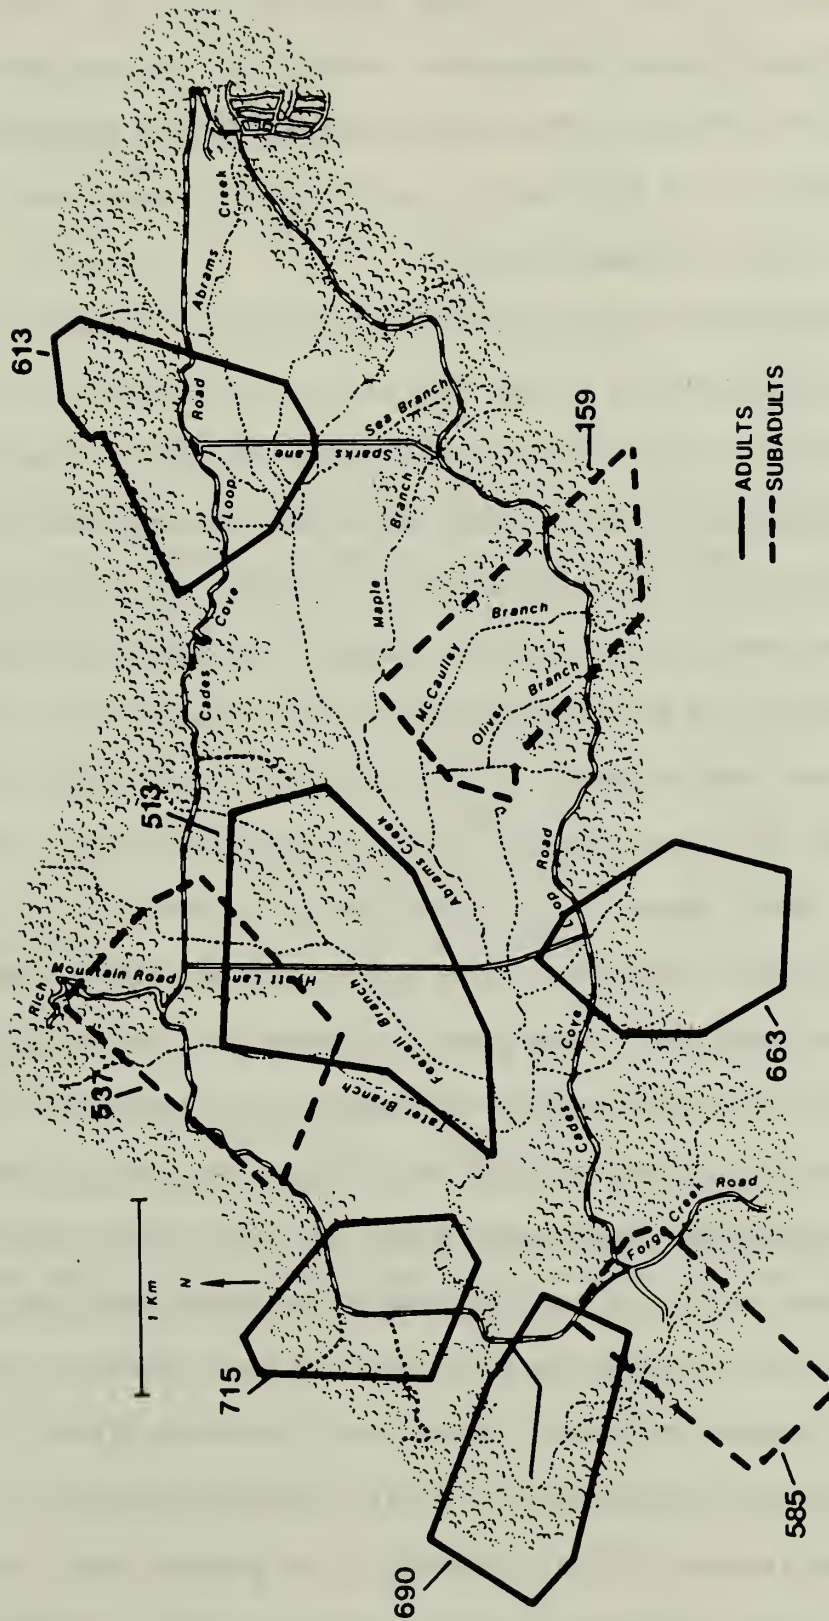 613
Abrams Creek
Road
Loop
Cove
Cades
Sparks Lane
Sea Branch
159
Maple Branch
McCaulley Branch
Oliver Branch
513
Abrams Creek
Rich Mountain Road
Hyatt Lane
Feezell Branch
Tater Branch
537
Loop Road
Cades Cove
663
Forge Creek Road
1 Km
N
715
690
585
ADULTS
SUBADULTS